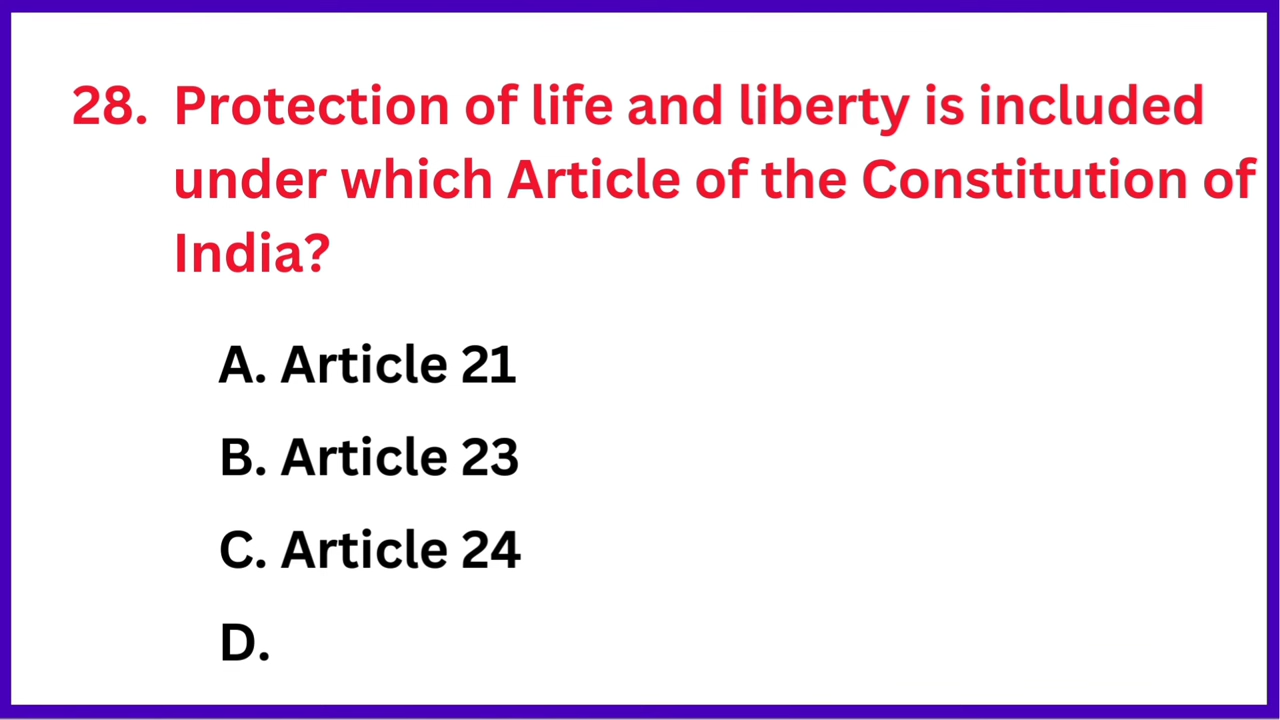 28. Protection of life and liberty is included
under which Article of the Constitution of
India?
A. Article 21
B. Article 23
C. Article 24
D.